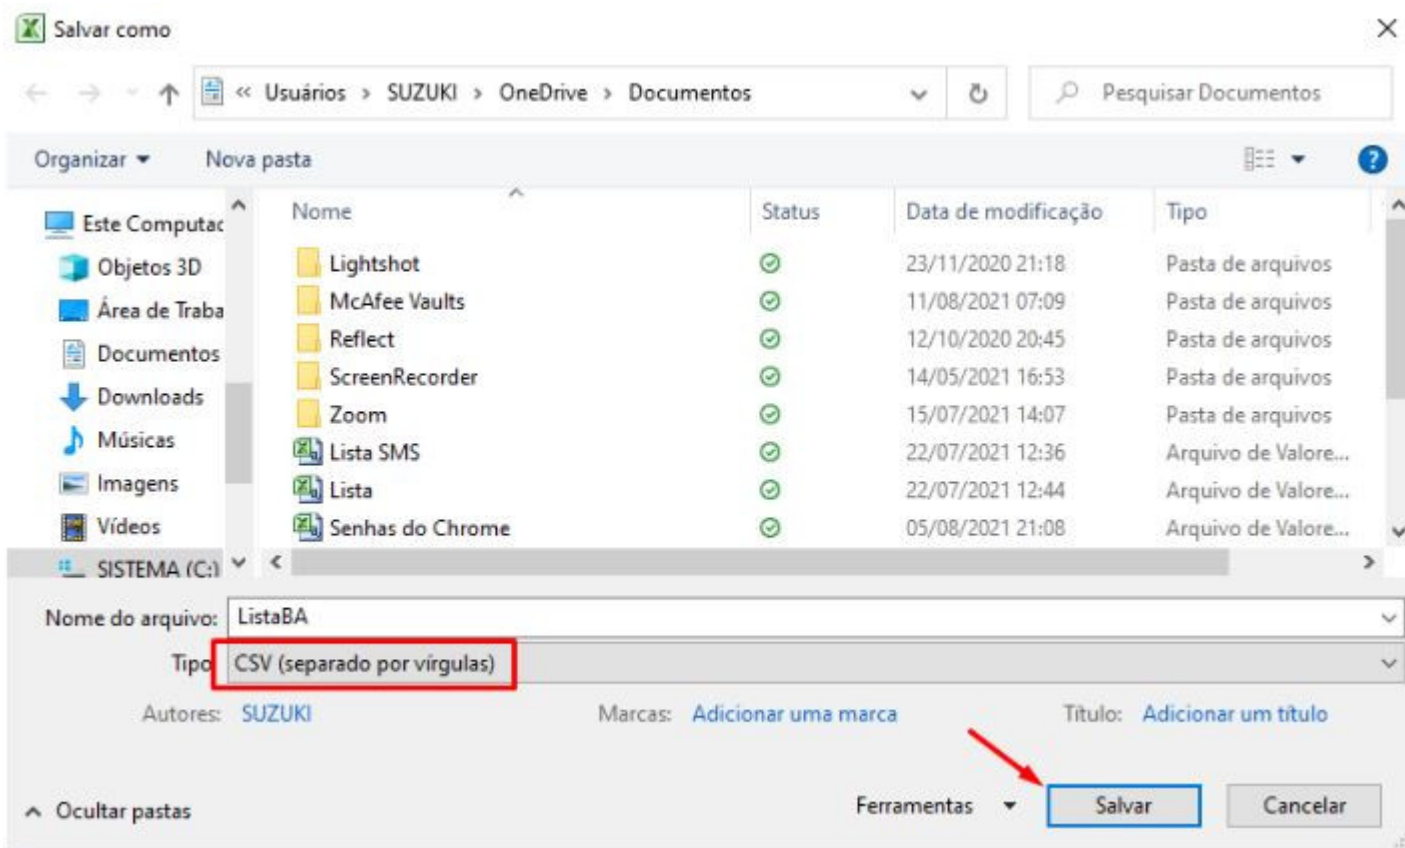 Salvar como
« Usuários > SUZUKI > OneDrive > Documentos
Pesquisar Documentos
Organizar
Nova pasta
Nome Status Data de modificação Tipo
Este Computac
Objetos 3D
Área de Traba
Documentos
Downloads
Músicas
Imagens
Vídeos
SISTEMA (C:)
Lightshot 23/11/2020 21:18 Pasta de arquivos
McAfee Vaults 11/08/2021 07:09 Pasta de arquivos
Reflect 12/10/2020 20:45 Pasta de arquivos
ScreenRecorder 14/05/2021 16:53 Pasta de arquivos
Zoom 15/07/2021 14:07 Pasta de arquivos
Lista SMS 22/07/2021 12:36 Arquivo de Valore...
Lista 22/07/2021 12:44 Arquivo de Valore...
Senhas do Chrome 05/08/2021 21:08 Arquivo de Valore...
Nome do arquivo: ListaBA
Tipo CSV (separado por vírgulas)
Autores: SUZUKI Marcas: Adicionar uma marca Título: Adicionar um título
Ocultar pastas
Ferramentas
Salvar
Cancelar